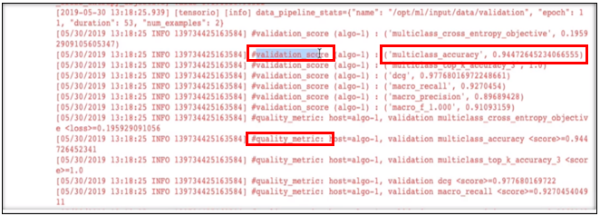 [2019-05-30 13:18:25.939] [tensorio] [info] data_pipeline_stats={"name": "/opt/ml/input/data/validation", "epoch": 1
1, "duration": 53, "num_examples": 2}
[05/30/2019 13:18:25 INFO 139734425163584] #validation_score (algo-1) : ('multiclass_cross_entropy_objective', 0.1959
2909105605347)
[05/30/2019 13:18:25 INFO 139734425163584] #validation_score (algo-1) : ('multiclass_accuracy', 0.94472645234066555)
[05/30/2019 13:18:25 INFO 139734425163584] #validation_score (algo-1) : ('multiclass_top_k_accuracy_3', 1.0)
[05/30/2019 13:18:25 INFO 139734425163584] #validation_score (algo-1) : ('dcg', 0.97768016972248661)
[05/30/2019 13:18:25 INFO 139734425163584] #validation_score (algo-1) : ('macro_recall', 0.9270454)
[05/30/2019 13:18:25 INFO 139734425163584] #validation_score (algo-1) : ('macro_precision', 0.89689428)
[05/30/2019 13:18:25 INFO 139734425163584] #validation_score (algo-1) : ('macro_f_1.000', 0.91093159)
[05/30/2019 13:18:25 INFO 139734425163584] #quality_metric: host=algo-1, validation multiclass_cross_entropy_objectiv
e <loss>=0.195929091056
[05/30/2019 13:18:25 INFO 139734425163584] #quality_metric: host=algo-1, validation multiclass_accuracy <score>=0.944
726452341
[05/30/2019 13:18:25 INFO 139734425163584] #quality_metric: host=algo-1, validation multiclass_top_k_accuracy_3 <scor
e>=1.0
[05/30/2019 13:18:25 INFO 139734425163584] #quality_metric: host=algo-1, validation dcg <score>=0.977680169722
[05/30/2019 13:18:25 INFO 139734425163584] #quality_metric: host=algo-1, validation macro_recall <score>=0.9270454049
11